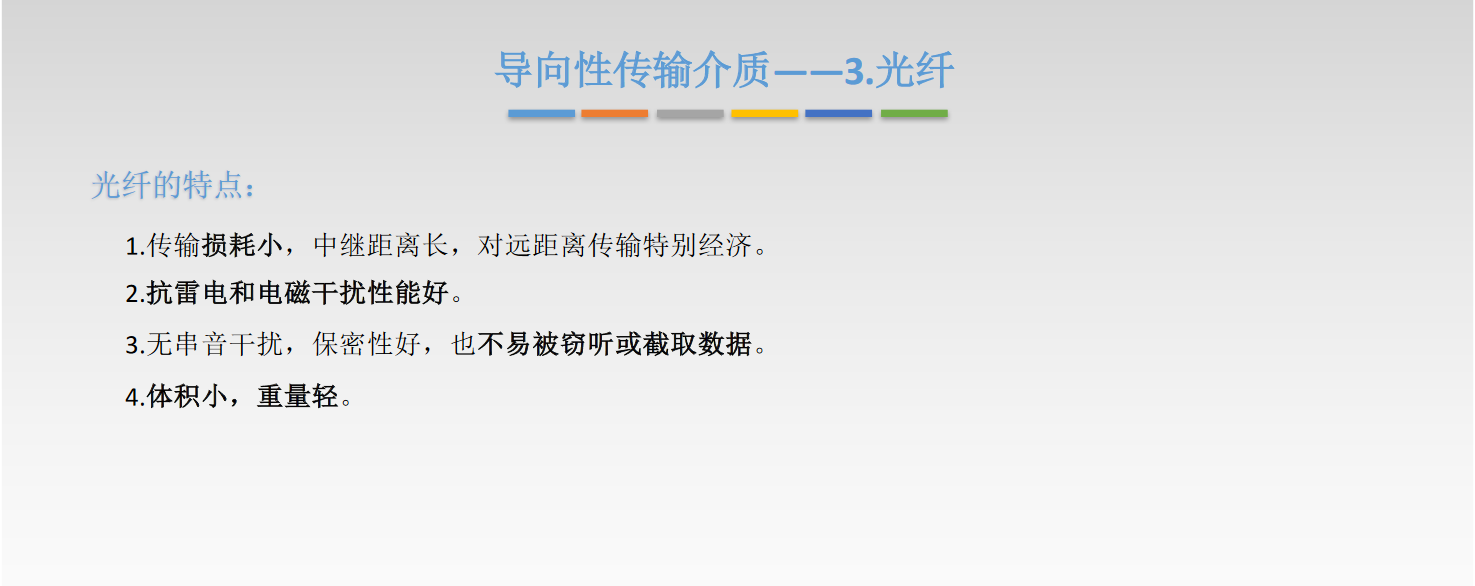 导向性传输介质——3.光纤
光纤的特点：
1.传输损耗小，中继距离长，对远距离传输特别经济。
2.抗雷电和电磁干扰性能好。
3.无串音干扰，保密性好，也不易被窃听或截取数据。
4.体积小，重量轻。